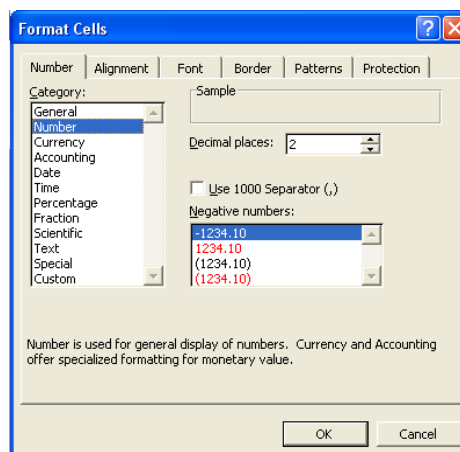 Format Cells
Number Alignment Font Border Patterns Protection
Category:
General
Number
Currency
Accounting
Date
Time
Percentage
Fraction
Scientific
Text
Special
Custom
Sample
Decimal places: 2
Use 1000 Separator (,)
Negative numbers:
-1234.10
1234.10
(1234.10)
(1234.10)
Number is used for general display of numbers. Currency and Accounting
offer specialized formatting for monetary value.
OK Cancel